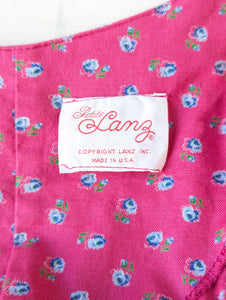 Petite
Lanz
COPYRIGHT LANZ INC.
MADE IN U.S.A.